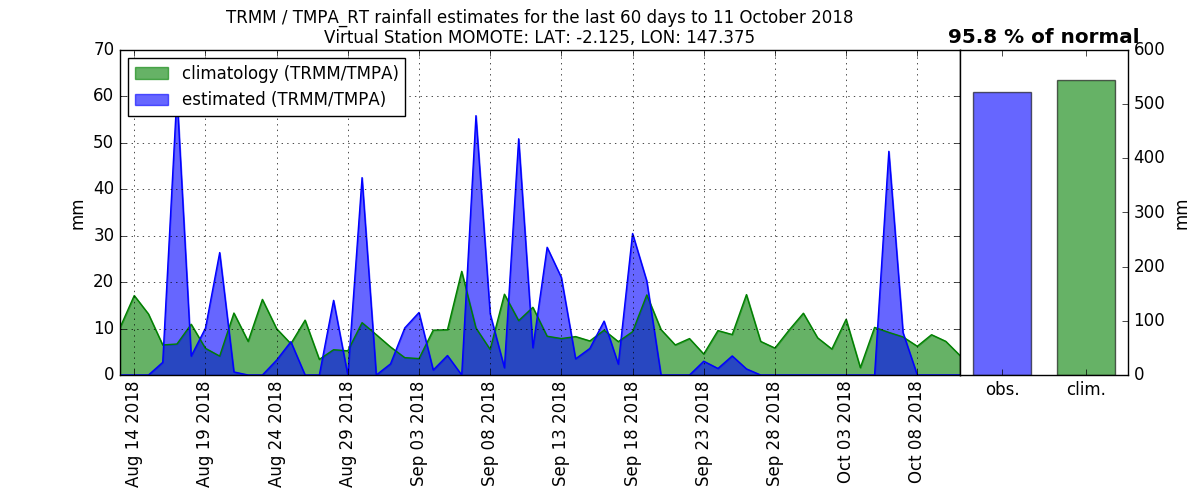 TRMM / TMPA_RT rainfall estimates for the last 60 days to 11 October 2018
Virtual Station MOMOTE: LAT: -2.125, LON: 147.375
95.8 % of normal
climatology (TRMM/TMPA)
estimated (TRMM/TMPA)
70
60
50
40
30
20
10
0
mm
Aug 14 2018
Aug 19 2018
Aug 24 2018
Aug 29 2018
Sep 03 2018
Sep 08 2018
Sep 13 2018
Sep 18 2018
Sep 23 2018
Sep 28 2018
Oct 03 2018
Oct 08 2018
obs.
clim.
600
500
400
300
200
100
0
mm